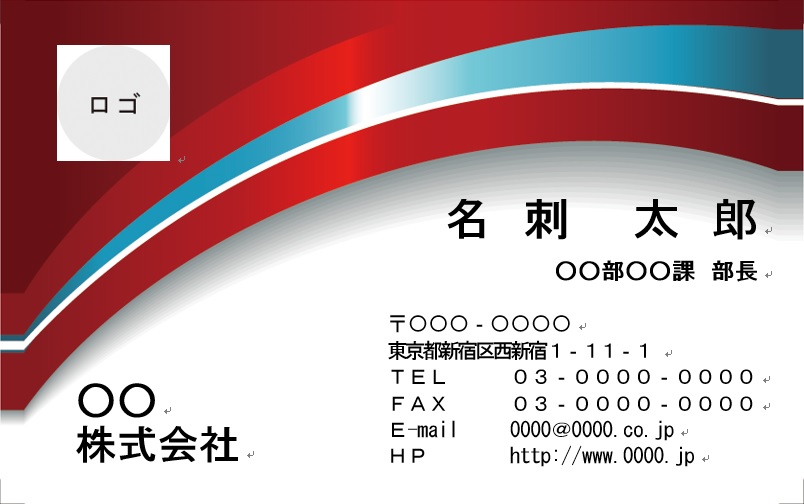 ロゴ
名 刺 太 郎
〇〇部〇〇課 部長
〒〇〇〇-〇〇〇〇
東京都新宿区西新宿1-11-1
TEL 03-0000-0000
FAX 03-0000-0000
E-mail 0000@0000.co.jp
HP http://www.0000.jp
〇〇
株式会社